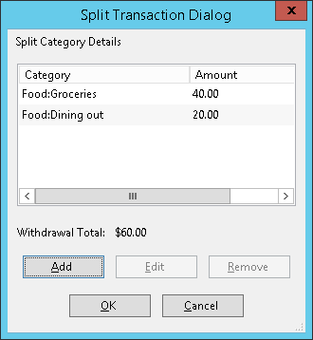 Split Transaction Dialog
x
Split Category Details
Category Amount
Food:Groceries 40.00
Food:Dining out 20.00
Withdrawal Total: $60.00
Add Edit Remove
OK Cancel